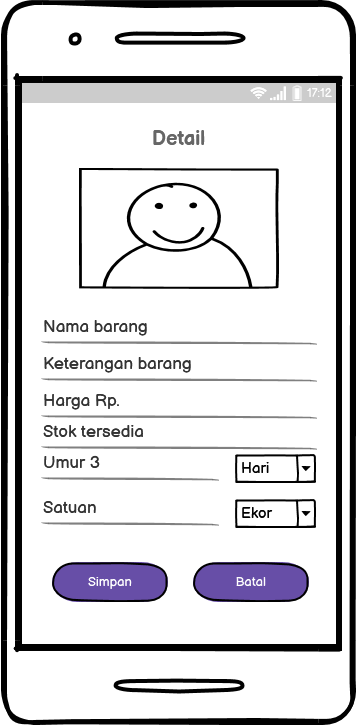 17:12
Detail
Nama barang
Keterangan barang
Harga Rp.
Stok tersedia
Umur 3 Hari
Satuan Ekor
Simpan Batal